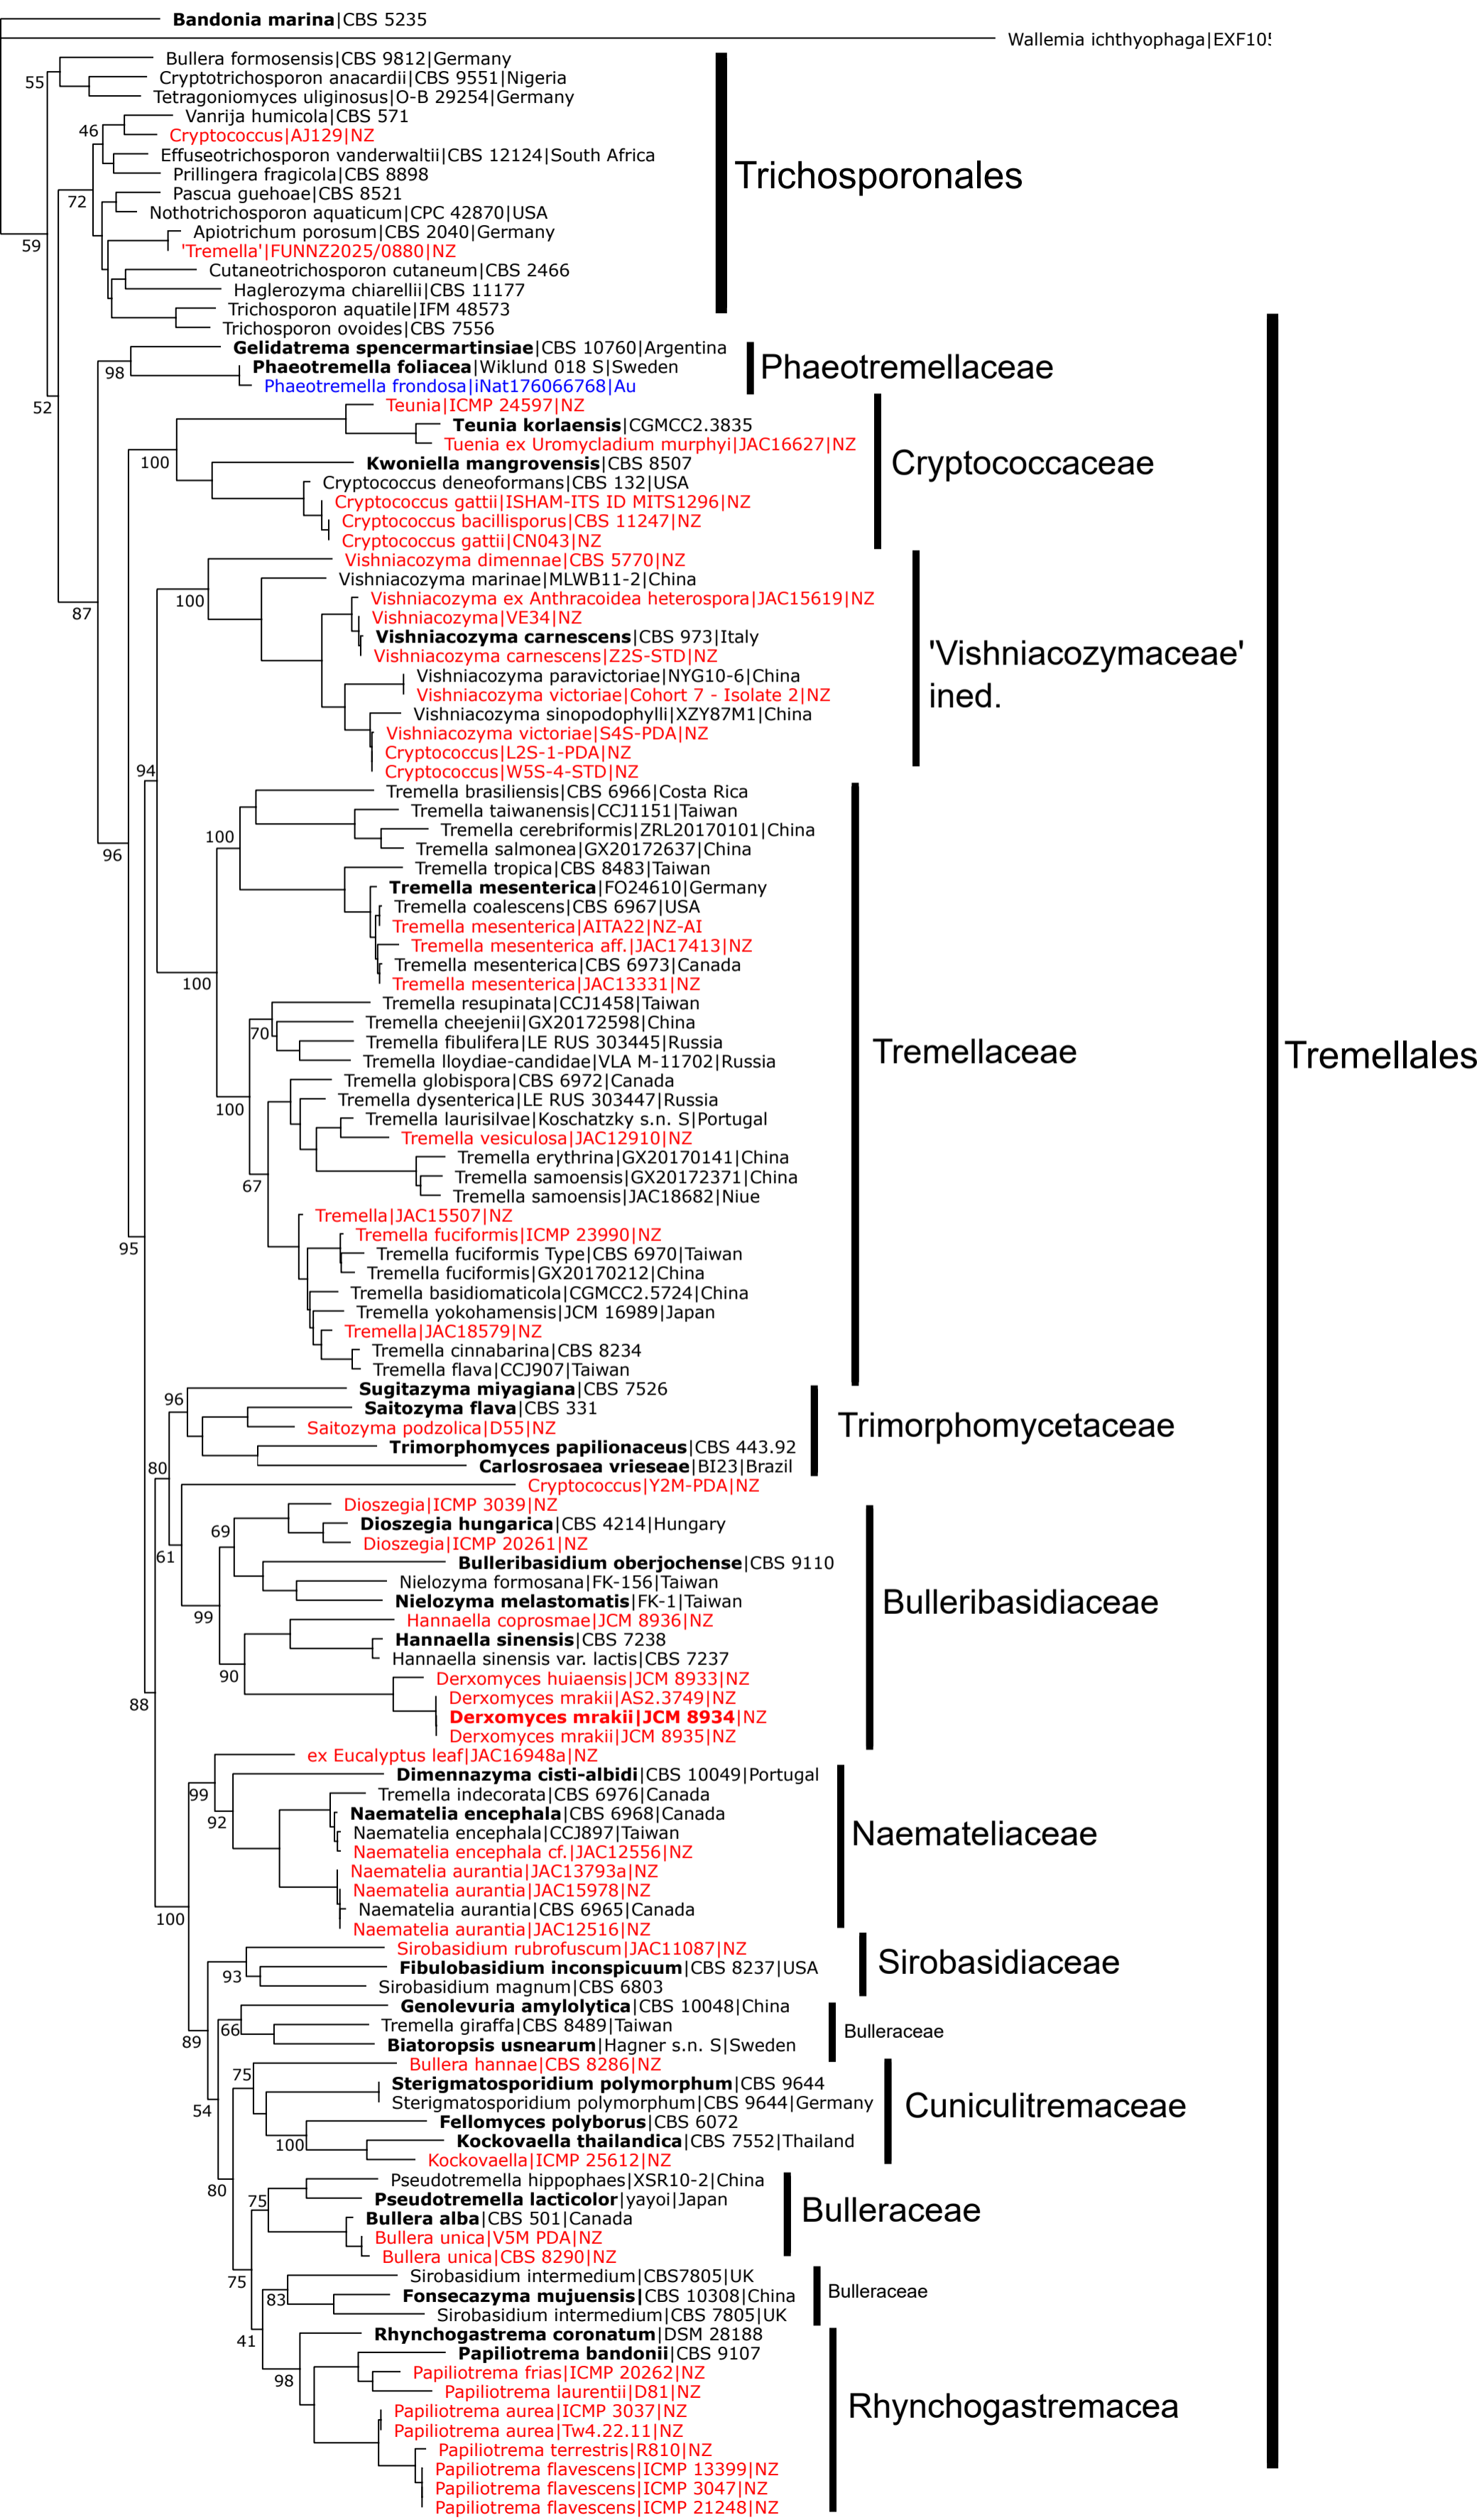 Bandonia marina|CBS 5235
Wallemia ichthyophaga|EXF10
Bullera formosensis|CBS 9812|Germany
55
Cryptotrichosporon anacardii|CBS 9551|Nigeria
Tetragoniomyces uliginosus|O-B 29254|Germany
Vanrija humicola|CBS 571
46
Cryptococcus|AJ129|NZ
Effuseotrichosporon vanderwaltii|CBS 12124|South Africa
Prillingera fragicola|CBS 8898
Trichosporonales
Pascua guehoae|CBS 8521
72
Nothotrichosporon aquaticum|CPC 42870|USA
Apiotrichum porosum|CBS 2040|Germany
59
'Tremella'|FUNNZ2025/0880|NZ
Cutaneotrichosporon cutaneum|CBS 2466
Haglerozyma chiarellii|CBS 11177
Trichosporon aquatile|IFM 48573
Trichosporon ovoides|CBS 7556
Gelidatrema spencermartinsiae|CBS 10760|Argentina
Phaeotremella foliacea|Wiklund 018 S|Sweden
98
Phaeotremellaceae
Phaeotremella frondosa|iNat176066768|Au
52
Teunia|ICMP 24597|NZ
Teunia korlaensis|CGMCC2.3835
Tuenia ex Uromycladium murphyi|JAC16627|NZ
100
Kwoniella mangrovensis|CBS 8507
Cryptococcaceae
Cryptococcus deneoformans|CBS 132|USA
Cryptococcus gattii|ISHAM-ITS ID MITS1296|NZ
Cryptococcus bacillisporus|CBS 11247|NZ
Cryptococcus gattii|CN043|NZ
Vishniacozyma dimennae|CBS 5770|NZ
Vishniacozyma marinae|MLWB11-2|China
100
Vishniacozyma ex Anthracoidea heterospora|JAC15619|NZ
87
Vishniacozyma|VE34|NZ
Vishniacozyma carnescens|CBS 973|Italy
Vishniacozyma carnescens|Z2S-STD|NZ
'Vishniacozymaceae'
ined.
Vishniacozyma paravictoriae|NYG10-6|China
Vishniacozyma victoriae|Cohort 7 - Isolate 2|NZ
Vishniacozyma sinopodophylli|XZY87M1|China
Vishniacozyma victoriae|S4S-PDA|NZ
Cryptococcus|L2S-1-PDA|NZ
94
Cryptococcus|W5S-4-STD|NZ
Tremella brasiliensis|CBS 6966|Costa Rica
Tremella taiwanensis|CCJ1151|Taiwan
100
Tremella cerebriformis|ZRL20170101|China
96
Tremella salmonea|GX20172637|China
Tremella tropica|CBS 8483|Taiwan
Tremella mesenterica|FO24610|Germany
Tremella coalescens|CBS 6967|USA
Tremella mesenterica|AITA22|NZ-AI
Tremella mesenterica aff.|JAC17413|NZ
Tremella mesenterica|CBS 6973|Canada
100
Tremella mesenterica|JAC13331|NZ
Tremella resupinata|CCJ1458|Taiwan
Tremella cheejenii|GX20172598|China
70
Tremella fibulifera|LE RUS 303445|Russia
Tremellaceae
Tremellales
Tremella lloydiae-candidae|VLA M-11702|Russia
Tremella globispora|CBS 6972|Canada
Tremella dysenterica|LE RUS 303447|Russia
100
Tremella laurisilvae|Koschatzky s.n. S|Portugal
Tremella vesiculosa|JAC12910|NZ
Tremella erythrina|GX20170141|China
Tremella samoensis|GX20172371|China
67
Tremella samoensis|JAC18682|Niue
Tremella|JAC15507|NZ
Tremella fuciformis|ICMP 23990|NZ
95
Tremella fuciformis Type|CBS 6970|Taiwan
Tremella fuciformis|GX20170212|China
Tremella basidiomaticola|CGMCC2.5724|China
Tremella yokohamensis|JCM 16989|Japan
Tremella|JAC18579|NZ
Tremella cinnabarina|CBS 8234
Tremella flava|CCJ907|Taiwan
Sugitazyma miyagiana|CBS 7526
96
Saitozyma flava|CBS 331
Saitozyma podzolica|D55|NZ
Trimorphomycetaceae
Trimorphomyces papilionaceus|CBS 443.92
80
Carlosrosaea vrieseae|BI23|Brazil
Cryptococcus|Y2M-PDA|NZ
Dioszegia|ICMP 3039|NZ
69
Dioszegia hungarica|CBS 4214|Hungary
Dioszegia|ICMP 20261|NZ
61
Bulleribasidium oberjochense|CBS 9110
Nielozyma formosana|FK-156|Taiwan
Nielozyma melastomatis|FK-1|Taiwan
Bulleribasidiaceae
99
Hannaella coprosmae|JCM 8936|NZ
Hannaella sinensis|CBS 7238
Hannaella sinensis var. lactis|CBS 7237
90
Derxomyces huiaensis|JCM 8933|NZ
Derxomyces mrakii|AS2.3749|NZ
88
Derxomyces mrakii|JCM 8934|NZ
Derxomyces mrakii|JCM 8935|NZ
ex Eucalyptus leaf|JAC16948a|NZ
Dimennazyma cisti-albidi|CBS 10049|Portugal
99
Tremella indecorata|CBS 6976|Canada
Naematelia encephala|CBS 6968|Canada
92
Naematelia encephala|CCJ897|Taiwan
Naemateliaceae
Naematelia encephala cf.|JAC12556|NZ
Naematelia aurantia|JAC13793a|NZ
Naematelia aurantia|JAC15978|NZ
Naematelia aurantia|CBS 6965|Canada
100
Naematelia aurantia|JAC12516|NZ
Sirobasidium rubrofuscum|JAC11087|NZ
Fibulobasidium inconspicuum|CBS 8237|USA
Sirobasidiaceae
93
Sirobasidium magnum|CBS 6803
Genolevuria amylolytica|CBS 10048|China
Tremella giraffa|CBS 8489|Taiwan
66
Bulleraceae
89
Biatoropsis usnearum|Hagner s.n. S|Sweden
Bullera hannae|CBS 8286|NZ
75
Sterigmatosporidium polymorphum|CBS 9644
Sterigmatosporidium polymorphum|CBS 9644|Germany
Cuniculitremaceae
54
Fellomyces polyborus|CBS 6072
Kockovaella thailandica|CBS 7552|Thailand
100
Kockovaella|ICMP 25612|NZ
Pseudotremella hippophaes|XSR10-2|China
80
Pseudotremella lacticolor|yayoi|Japan
75
Bulleraceae
Bullera alba|CBS 501|Canada
Bullera unica|V5M PDA|NZ
Bullera unica|CBS 8290|NZ
Sirobasidium intermedium|CBS7805|UK
75
Fonsecazyma mujuensis|CBS 10308|China
Bulleraceae
83
Sirobasidium intermedium|CBS 7805|UK
Rhynchogastrema coronatum|DSM 28188
41
Papiliotrema bandonii|CBS 9107
Papiliotrema frias|ICMP 20262|NZ
98
Papiliotrema laurentii|D81|NZ
Rhynchogastremacea
Papiliotrema aurea|ICMP 3037|NZ
Papiliotrema aurea|Tw4.22.11|NZ
Papiliotrema terrestris|R810|NZ
Papiliotrema flavescens|ICMP 13399|NZ
Papiliotrema flavescens|ICMP 3047|NZ
Papiliotrema flavescens|ICMP 21248|NZ